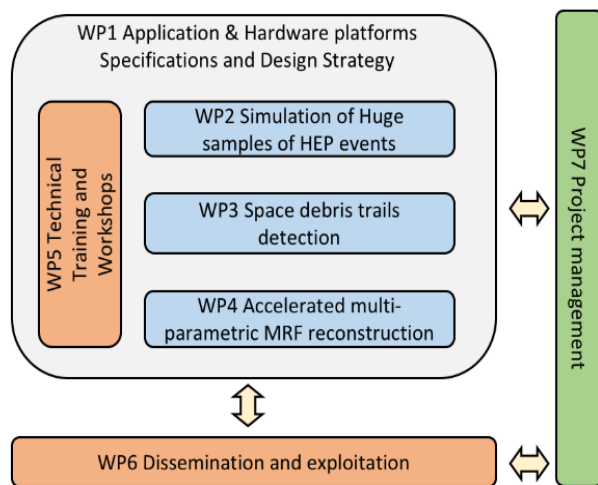 WP1 Application & Hardware platforms
Specifications and Design Strategy
WP5 Technical
Training and
Workshops
WP2 Simulation of Huge
samples of HEP events
WP3 Space debris trails
detection
WP4 Accelerated multi-
parametric MRF reconstruction
WP7 Project management
WP6 Dissemination and exploitation